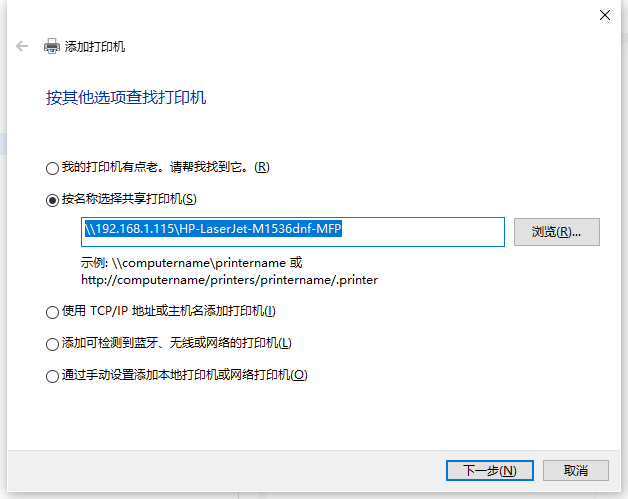 添加打印机
按其他选项查找打印机
我的打印机有点老。请帮我找到它。(R)
按名称选择共享打印机(S)
\\192.168.1.115\HP-LaserJet-M1536dnf-MFP
浏览(R)...
示例: \\computername\printername 或
http://computername/printers/printername/.printer
使用 TCP/IP 地址或主机名添加打印机(I)
添加可检测到蓝牙、无线或网络的打印机(L)
通过手动设置添加本地打印机或网络打印机(O)
下一步(N)
取消